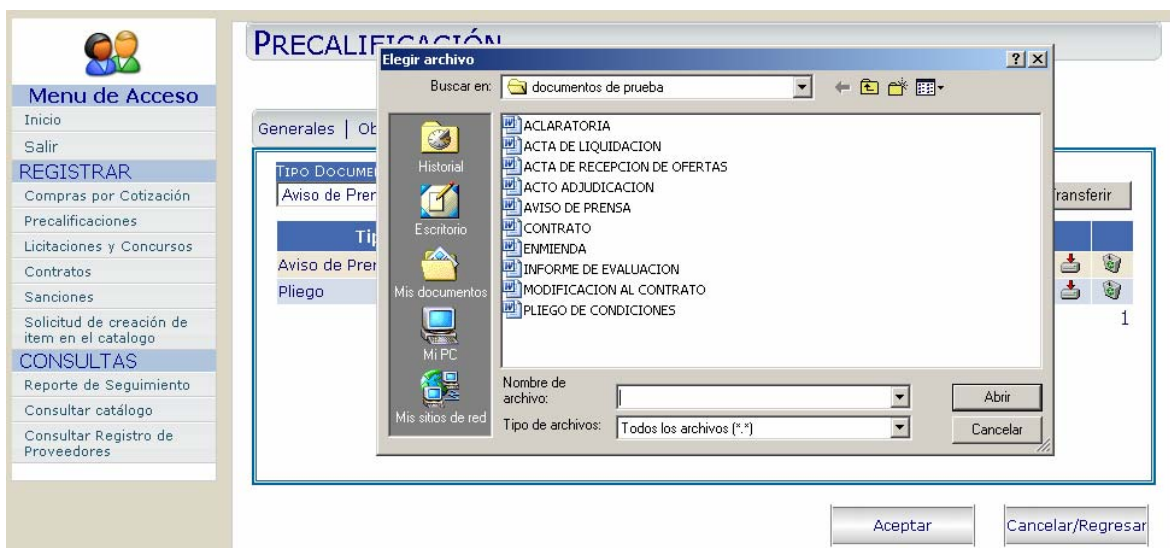 PRECALIFICACIÓN
Menu de Acceso
Inicio
Salir
REGISTRAR
Compras por Cotización
Precalificaciones
Licitaciones y Concursos
Contratos
Sanciones
Solicitud de creación de
item en el catalogo
CONSULTAS
Reporte de Seguimiento
Consultar catálogo
Consultar Registro de
Proveedores
Generales | Ob
TIPO DOCUME
Aviso de Pren
ransferir
Tip
Aviso de Pren
Pliego
1
Elegir archivo
Buscar en: documentos de prueba
Historial
Escritorio
Mis documentos
Mi PC
Mis sitios de red
ACLARATORIA
ACTA DE LIQUIDACION
ACTA DE RECEPCION DE OFERTAS
ACTO ADJUDICACION
AVISO DE PRENSA
CONTRATO
ENMIENDA
INFORME DE EVALUACION
MODIFICACION AL CONTRATO
PLIEGO DE CONDICIONES
Nombre de
archivo:
Abrir
Tipo de archivos: Todos los archivos (*.*)
Cancelar
Aceptar
Cancelar/Regresar